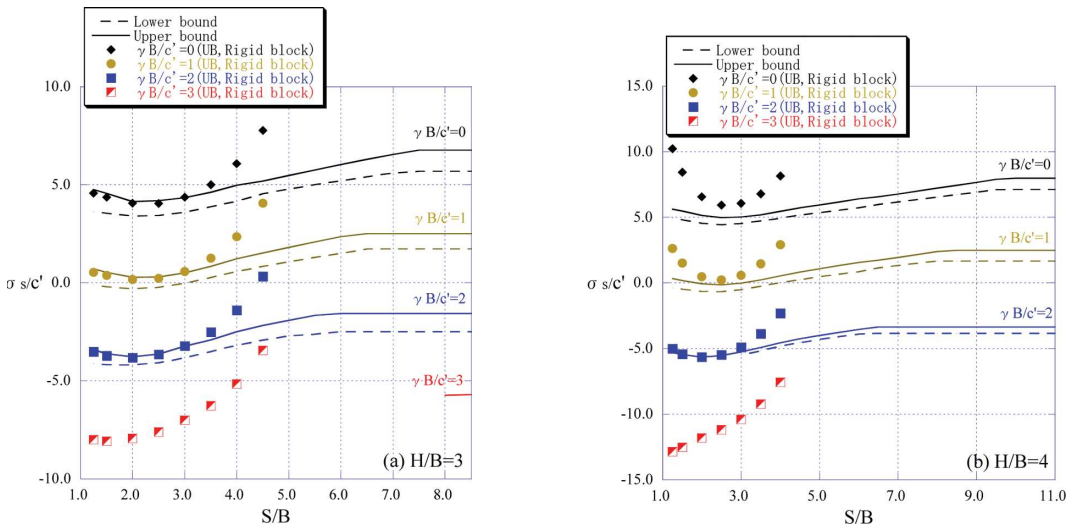 Lower bound
Upper bound
γ B/c'=0(UB,Rigid block)
γ B/c'=1(UB,Rigid block)
γ B/c'=2(UB,Rigid block)
γ B/c'=3(UB,Rigid block)
10.0
5.0
0.0
-5.0
-10.0
σ s/c'
γ B/c'=0
γ B/c'=1
γ B/c'=2
γ B/c'=3
(a) H/B=3
1.0 2.0 3.0 4.0 5.0 6.0 7.0 8.0
S/B
Lower bound
Upper bound
γ B/c'=0(UB,Rigid block)
γ B/c'=1(UB,Rigid block)
γ B/c'=2(UB,Rigid block)
γ B/c'=3(UB,Rigid block)
15.0
10.0
5.0
0.0
-5.0
-10.0
-15.0
σ s/c'
γ B/c'=0
γ B/c'=1
γ B/c'=2
(b) H/B=4
1.0 3.0 5.0 7.0 9.0 11.0
S/B